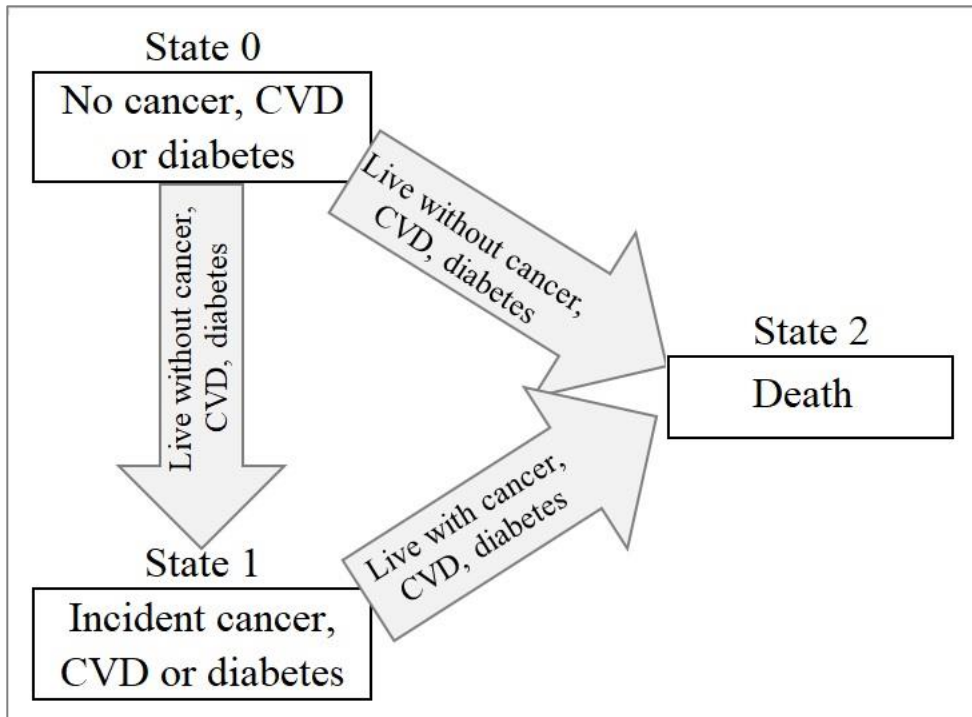 State 0
No cancer, CVD
or diabetes
Live without cancer,
CVD, diabetes
Live without cancer,
CVD, diabetes
State 2
Death
Live with cancer,
CVD, diabetes
State 1
Incident cancer,
CVD or diabetes